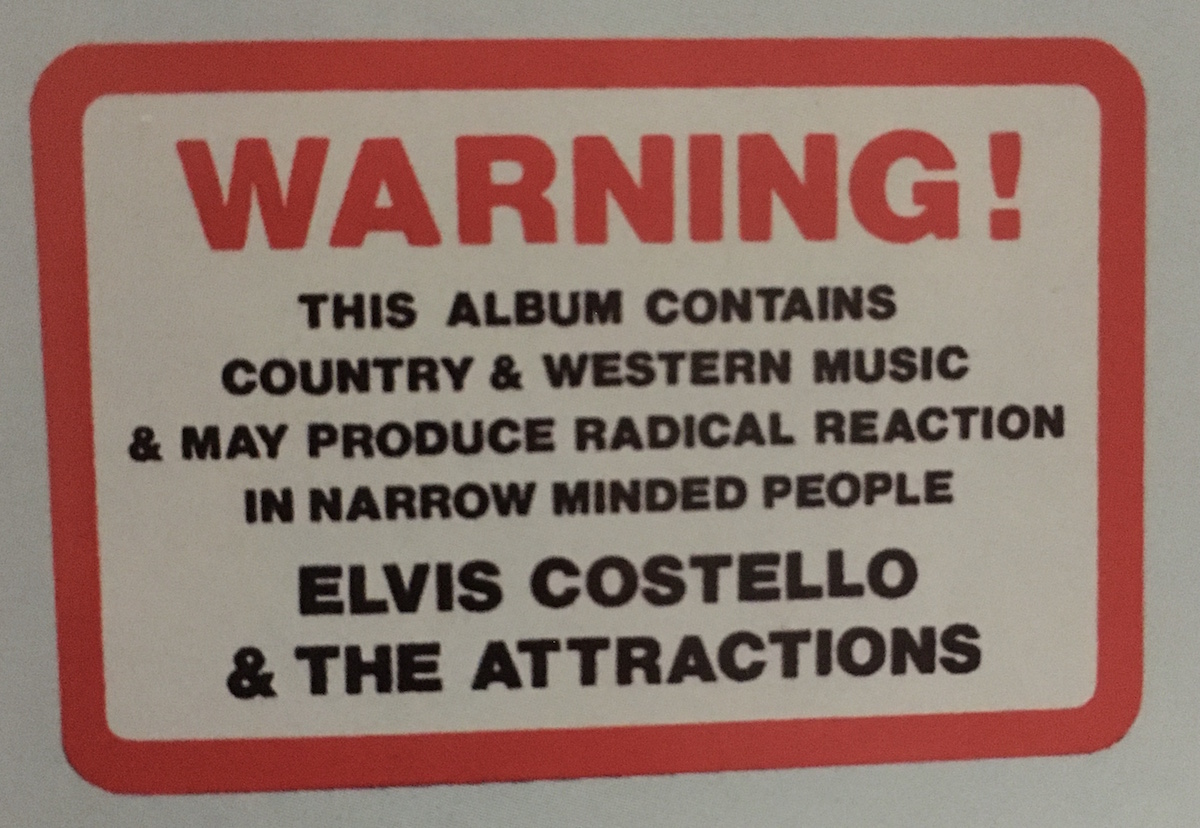 WARNING!
THIS ALBUM CONTAINS
COUNTRY & WESTERN MUSIC
& MAY PRODUCE RADICAL REACTION
IN NARROW MINDED PEOPLE
ELVIS COSTELLO
& THE ATTRACTIONS